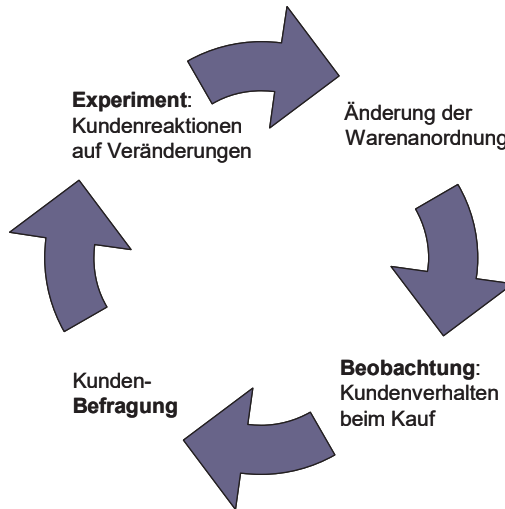 Experiment:
Kundenreaktionen
auf Veränderungen
Änderung der
Warenanordnung
Beobachtung:
Kundenverhalten
beim Kauf
Kunden-
Befragung